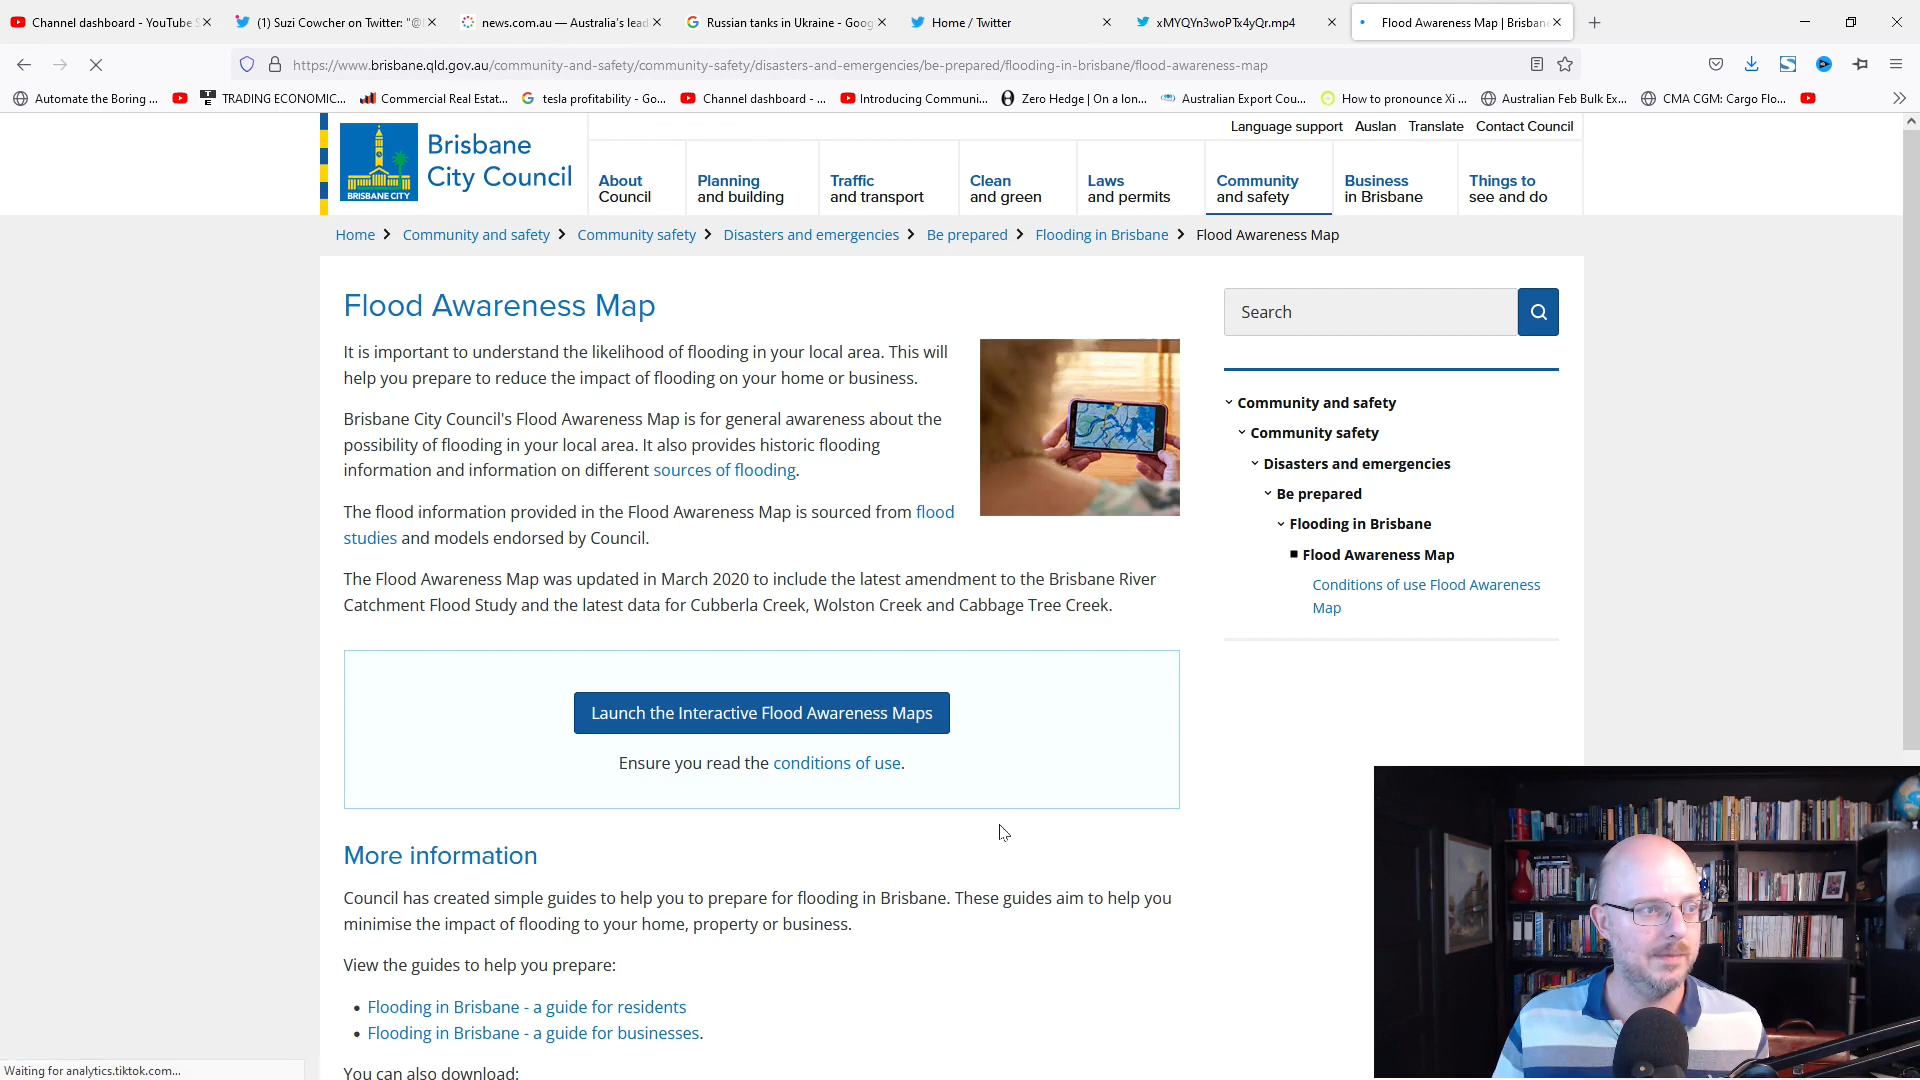 Channel dashboard - YouTube S
(1) Suzi Cowcher on Twitter: "@
news.com.au — Australia's lead
Russian tanks in Ukraine - Goog
Home / Twitter
xMYQYn3woPTx4yQr.mp4
Flood Awareness Map | Brisban
https://www.brisbane.qld.gov.au/community-and-safety/community-safety/disasters-and-emergencies/be-prepared/flooding-in-brisbane/flood-awareness-map
Automate the Boring ...
TRADING ECONOMIC...
Commercial Real Estat...
tesla profitability - Go...
Channel dashboard - ...
Introducing Communi...
Zero Hedge | On a lon...
Australian Export Cou...
How to pronounce Xi ...
Australian Feb Bulk Ex...
CMA CGM: Cargo Flo...
Language support Auslan Translate Contact Council
BRISBANE CITY
Brisbane
City Council
About
Council
Planning
and building
Traffic
and transport
Clean
and green
Laws
and permits
Community
and safety
Business
in Brisbane
Things to
see and do
Home > Community and safety > Community safety > Disasters and emergencies > Be prepared > Flooding in Brisbane > Flood Awareness Map
Flood Awareness Map
It is important to understand the likelihood of flooding in your local area. This will
help you prepare to reduce the impact of flooding on your home or business.
Brisbane City Council's Flood Awareness Map is for general awareness about the
possibility of flooding in your local area. It also provides historic flooding
information and information on different sources of flooding.
The flood information provided in the Flood Awareness Map is sourced from flood
studies and models endorsed by Council.
The Flood Awareness Map was updated in March 2020 to include the latest amendment to the Brisbane River
Catchment Flood Study and the latest data for Cubberla Creek, Wolston Creek and Cabbage Tree Creek.
Launch the Interactive Flood Awareness Maps
Ensure you read the conditions of use.
More information
Council has created simple guides to help you to prepare for flooding in Brisbane. These guides aim to help you
minimise the impact of flooding to your home, property or business.
View the guides to help you prepare:
• Flooding in Brisbane - a guide for residents
• Flooding in Brisbane - a guide for businesses.
You can also download:
Search
Community and safety
Community safety
Disasters and emergencies
Be prepared
Flooding in Brisbane
Flood Awareness Map
Conditions of use Flood Awareness
Map
Waiting for analytics.tiktok.com...